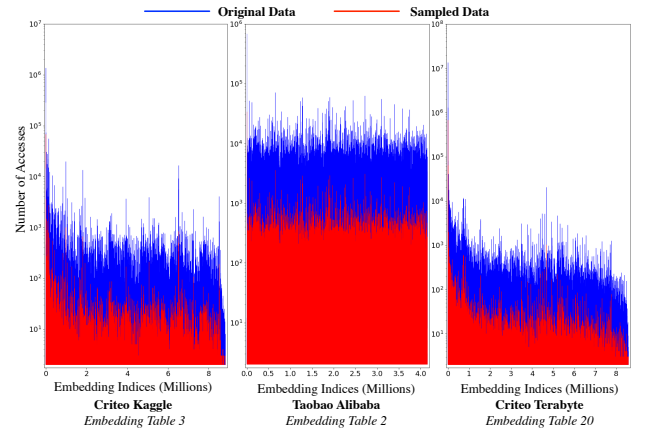 Original Data
Sampled Data
Number of Accesses
10^7
10^6
10^5
10^4
10^3
10^2
10^1
0 2 4 6 8
Embedding Indices (Millions)
Criteo Kaggle
Embedding Table 3
10^6
10^5
10^4
10^3
10^2
10^1
0.0 0.5 1.0 1.5 2.0 2.5 3.0 3.5 4.0
Embedding Indices (Millions)
Taobao Alibaba
Embedding Table 2
10^8
10^7
10^6
10^5
10^4
10^3
10^2
10^1
0 1 2 3 4 5 6 7 8
Embedding Indices (Millions)
Criteo Terabyte
Embedding Table 20